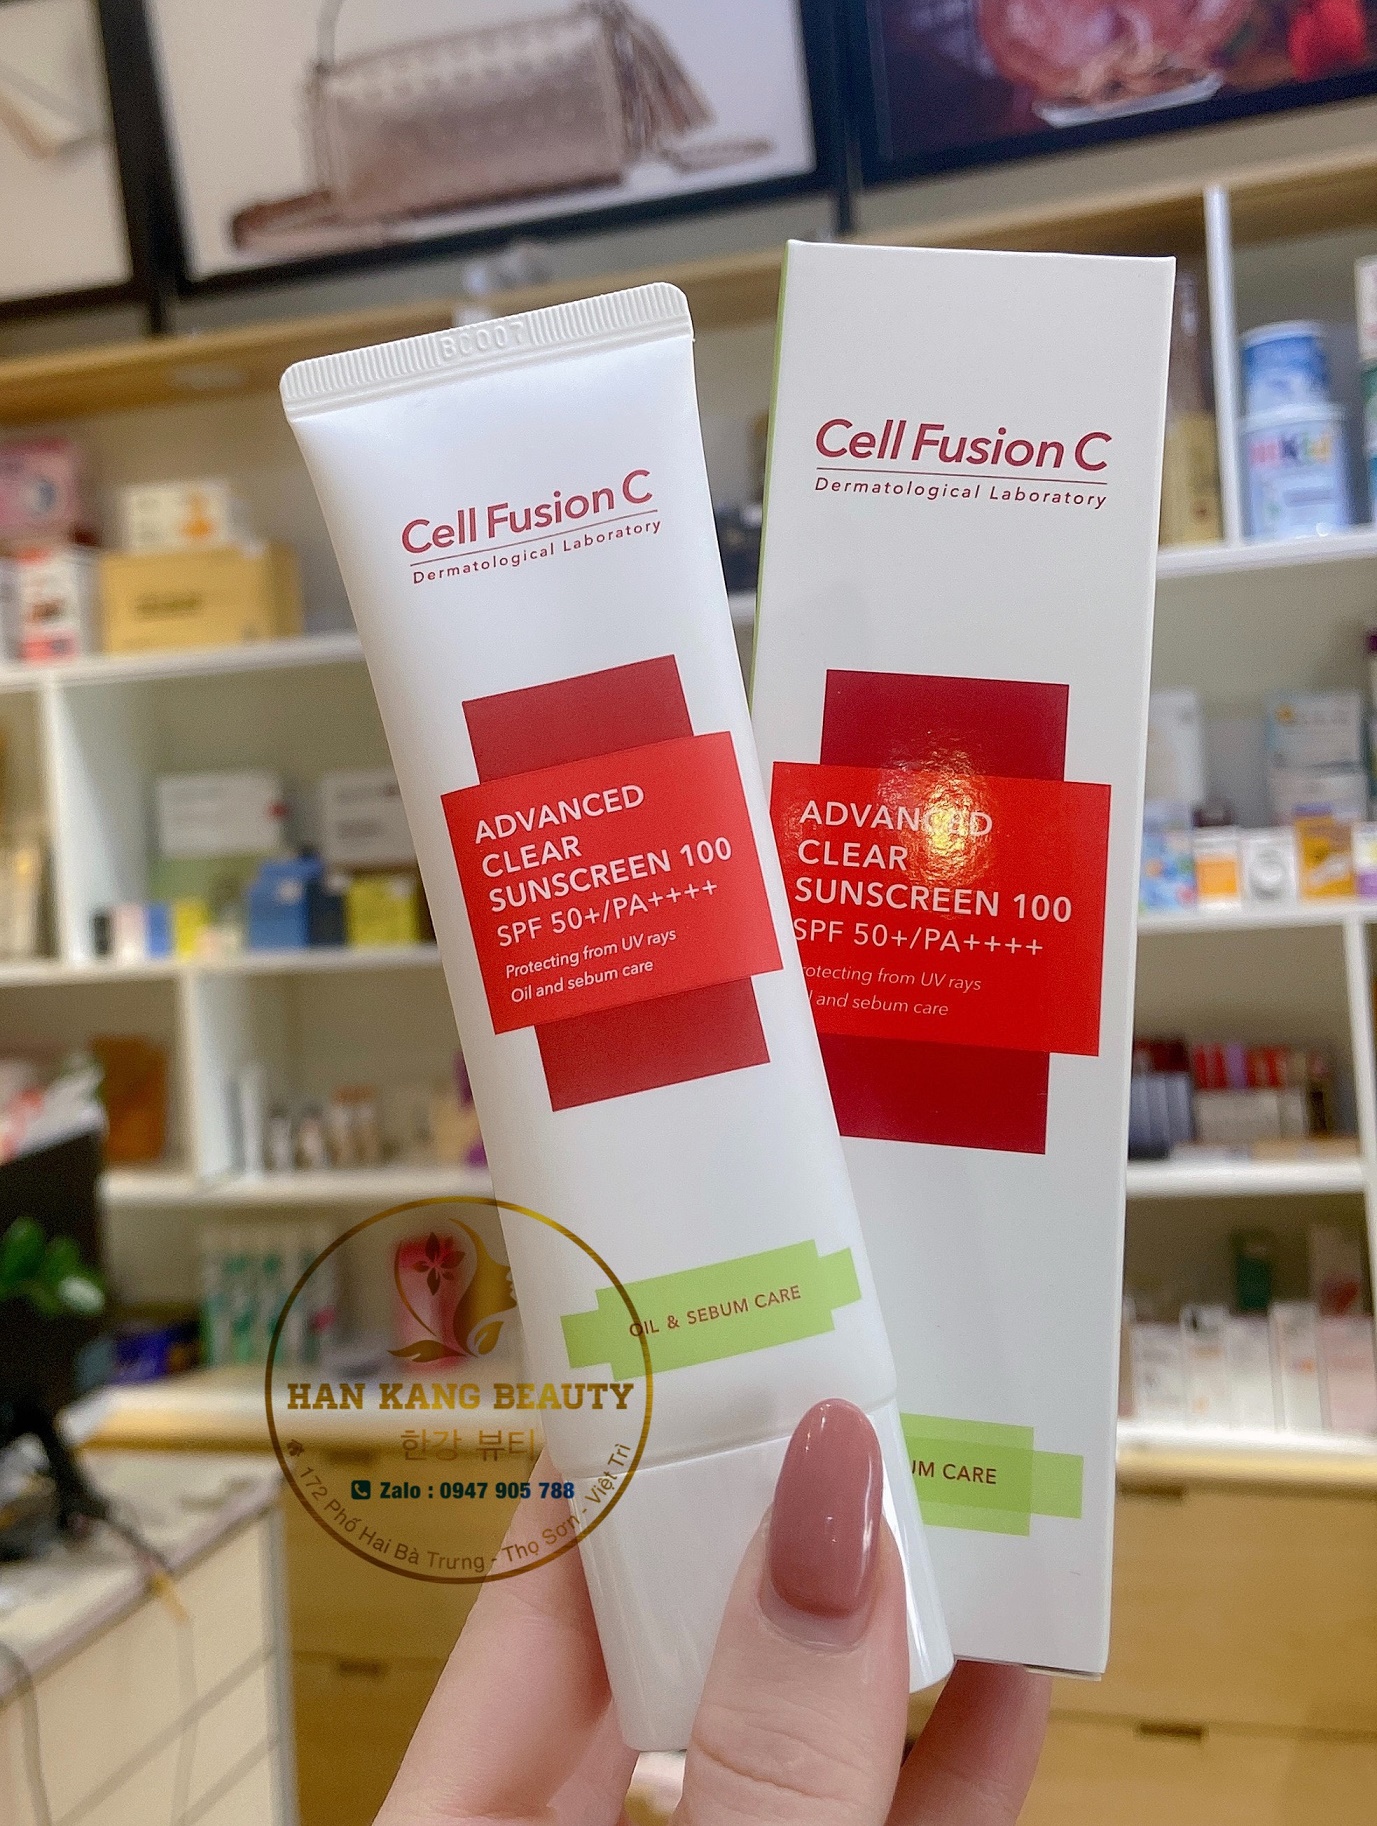 BC007
Cell Fusion C
Dermatological Laboratory
ADVANCED
CLEAR
SUNSCREEN 100
SPF 50+/PA++++
Protecting from UV rays
Oil and sebum care
OIL & SEBUM CARE
Cell Fusion C
Dermatological Laboratory
ADVANCED
CLEAR
SUNSCREEN 100
SPF 50+/PA++++
UV rays
and sebum care
CARE
HAN KANG BEAUTY
한강 뷰티
Zalo : 0947 905 788
172 Phố Hai Bà Trưng - Thọ Sơn - Việt Trì